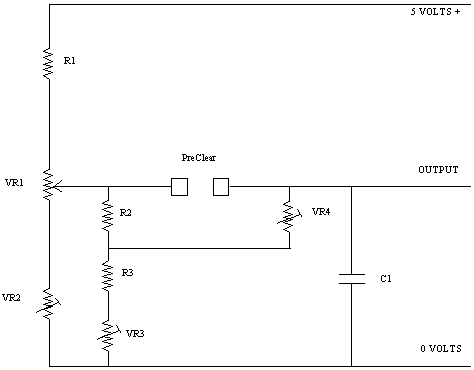 5 VOLTS +
R1
PreClear
OUTPUT
VR1
R2
VR4
R3
C1
VR2
VR3
0 VOLTS